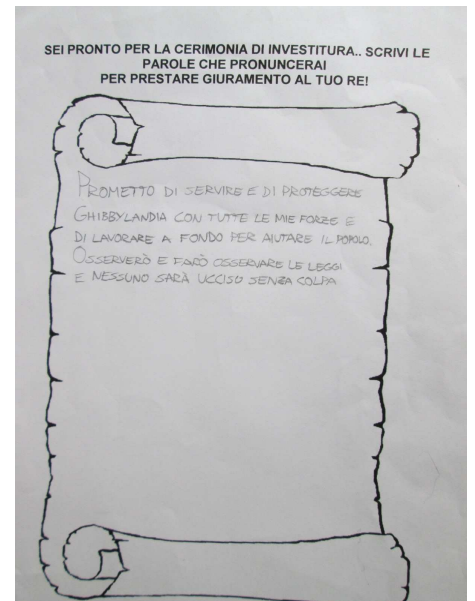 SEI PRONTO PER LA CERIMONIA DI INVESTITURA.. SCRIVI LE
PAROLE CHE PRONUNCERAI
PER PRESTARE GIURAMENTO AL TUO RE!
PROMETTO DI SERVIRE E DI PROTEGGERE
GHIBBYLANDIA CON TUTTE LE MIE FORZE E
DI LAVORARE A FONDO PER AIUTARE IL POPOLO.
OSSERVERÒ E FARÒ OSSERVARE LE LEGGI
E NESSUNO SARÀ UCCISO SENZA COLPA